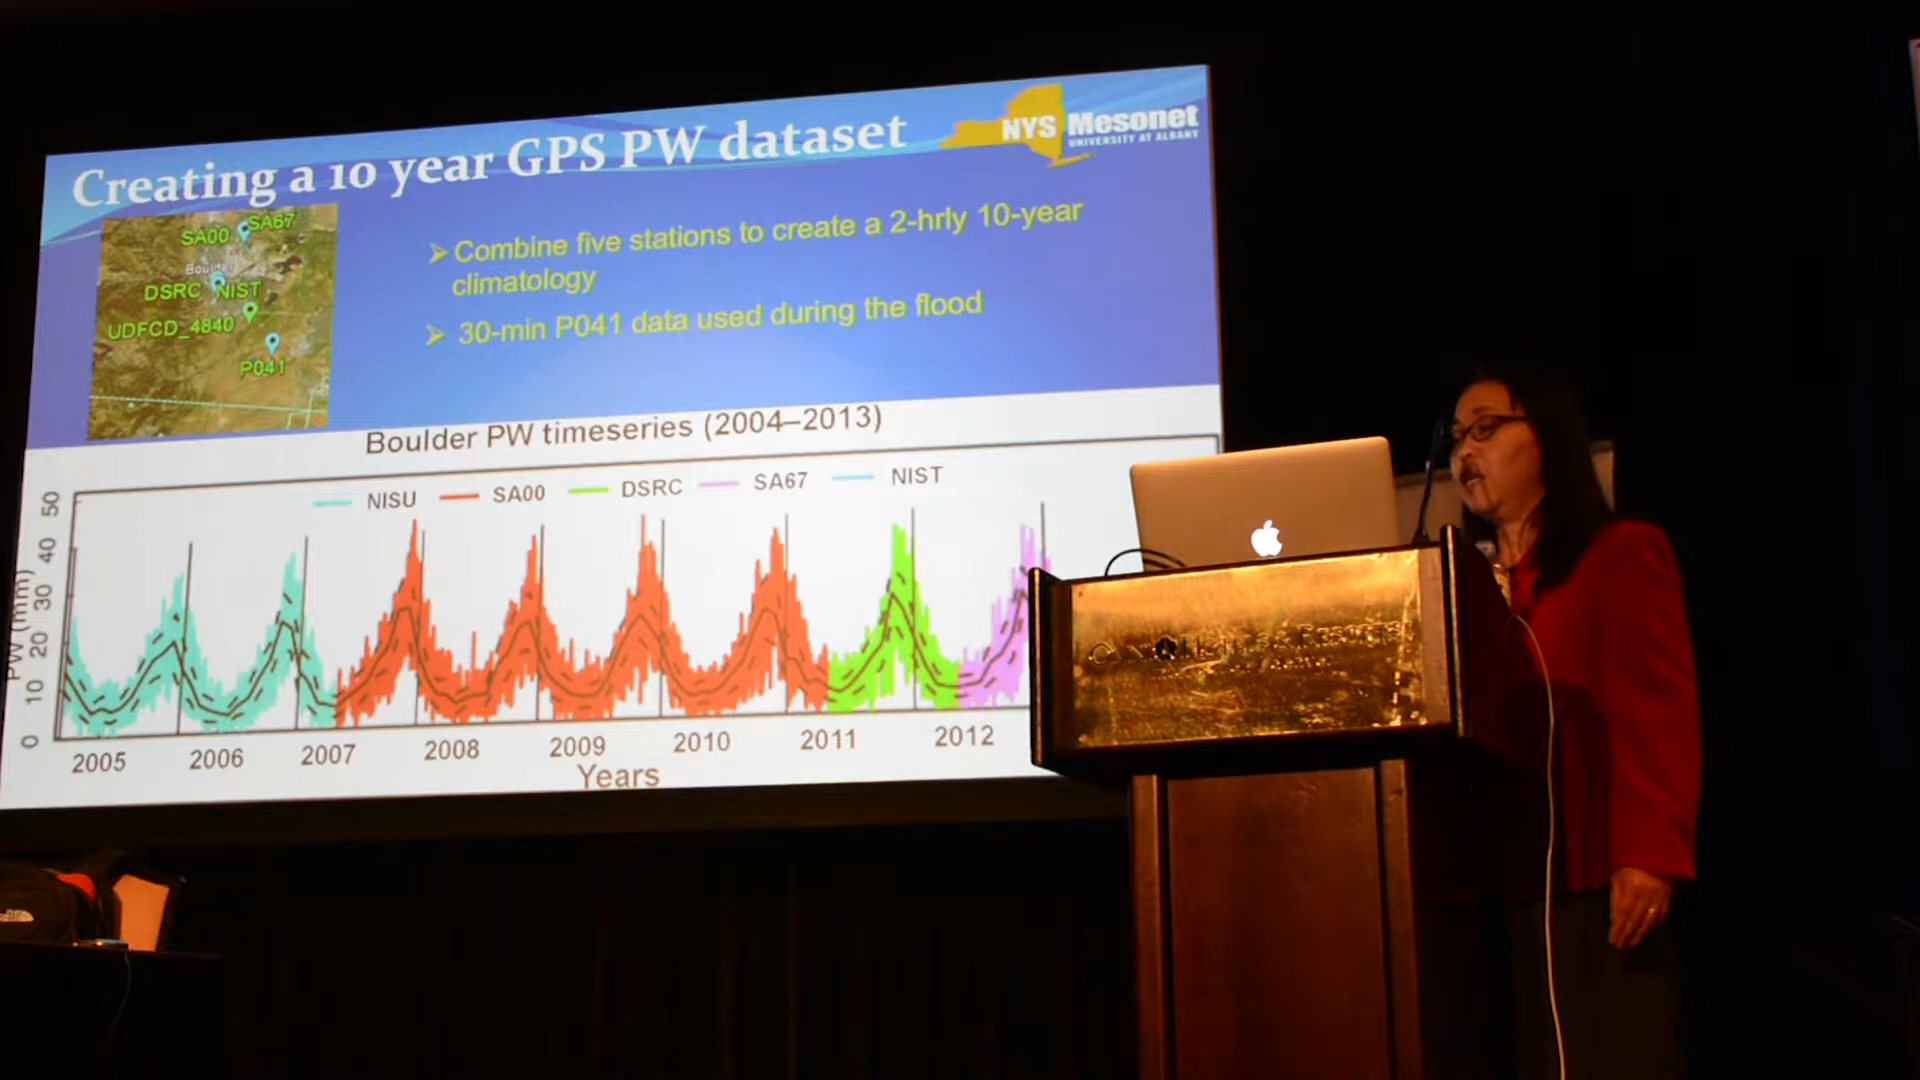 Creating a 10 year GPS PW dataset
NYS Mesonet
UNIVERSITY AT ALBANY
SA67
SA00
Boulder
DSRC NIST
UDFCD_4840
P041
➢ Combine five stations to create a 2-hrly 10-year
climatology
➢ 30-min P041 data used during the flood
Boulder PW timeseries (2004–2013)
NISU SA00 DSRC SA67 NIST
50
40
30
20
10
0
PW (mm)
2005 2006 2007 2008 2009 2010 2011 2012
Years